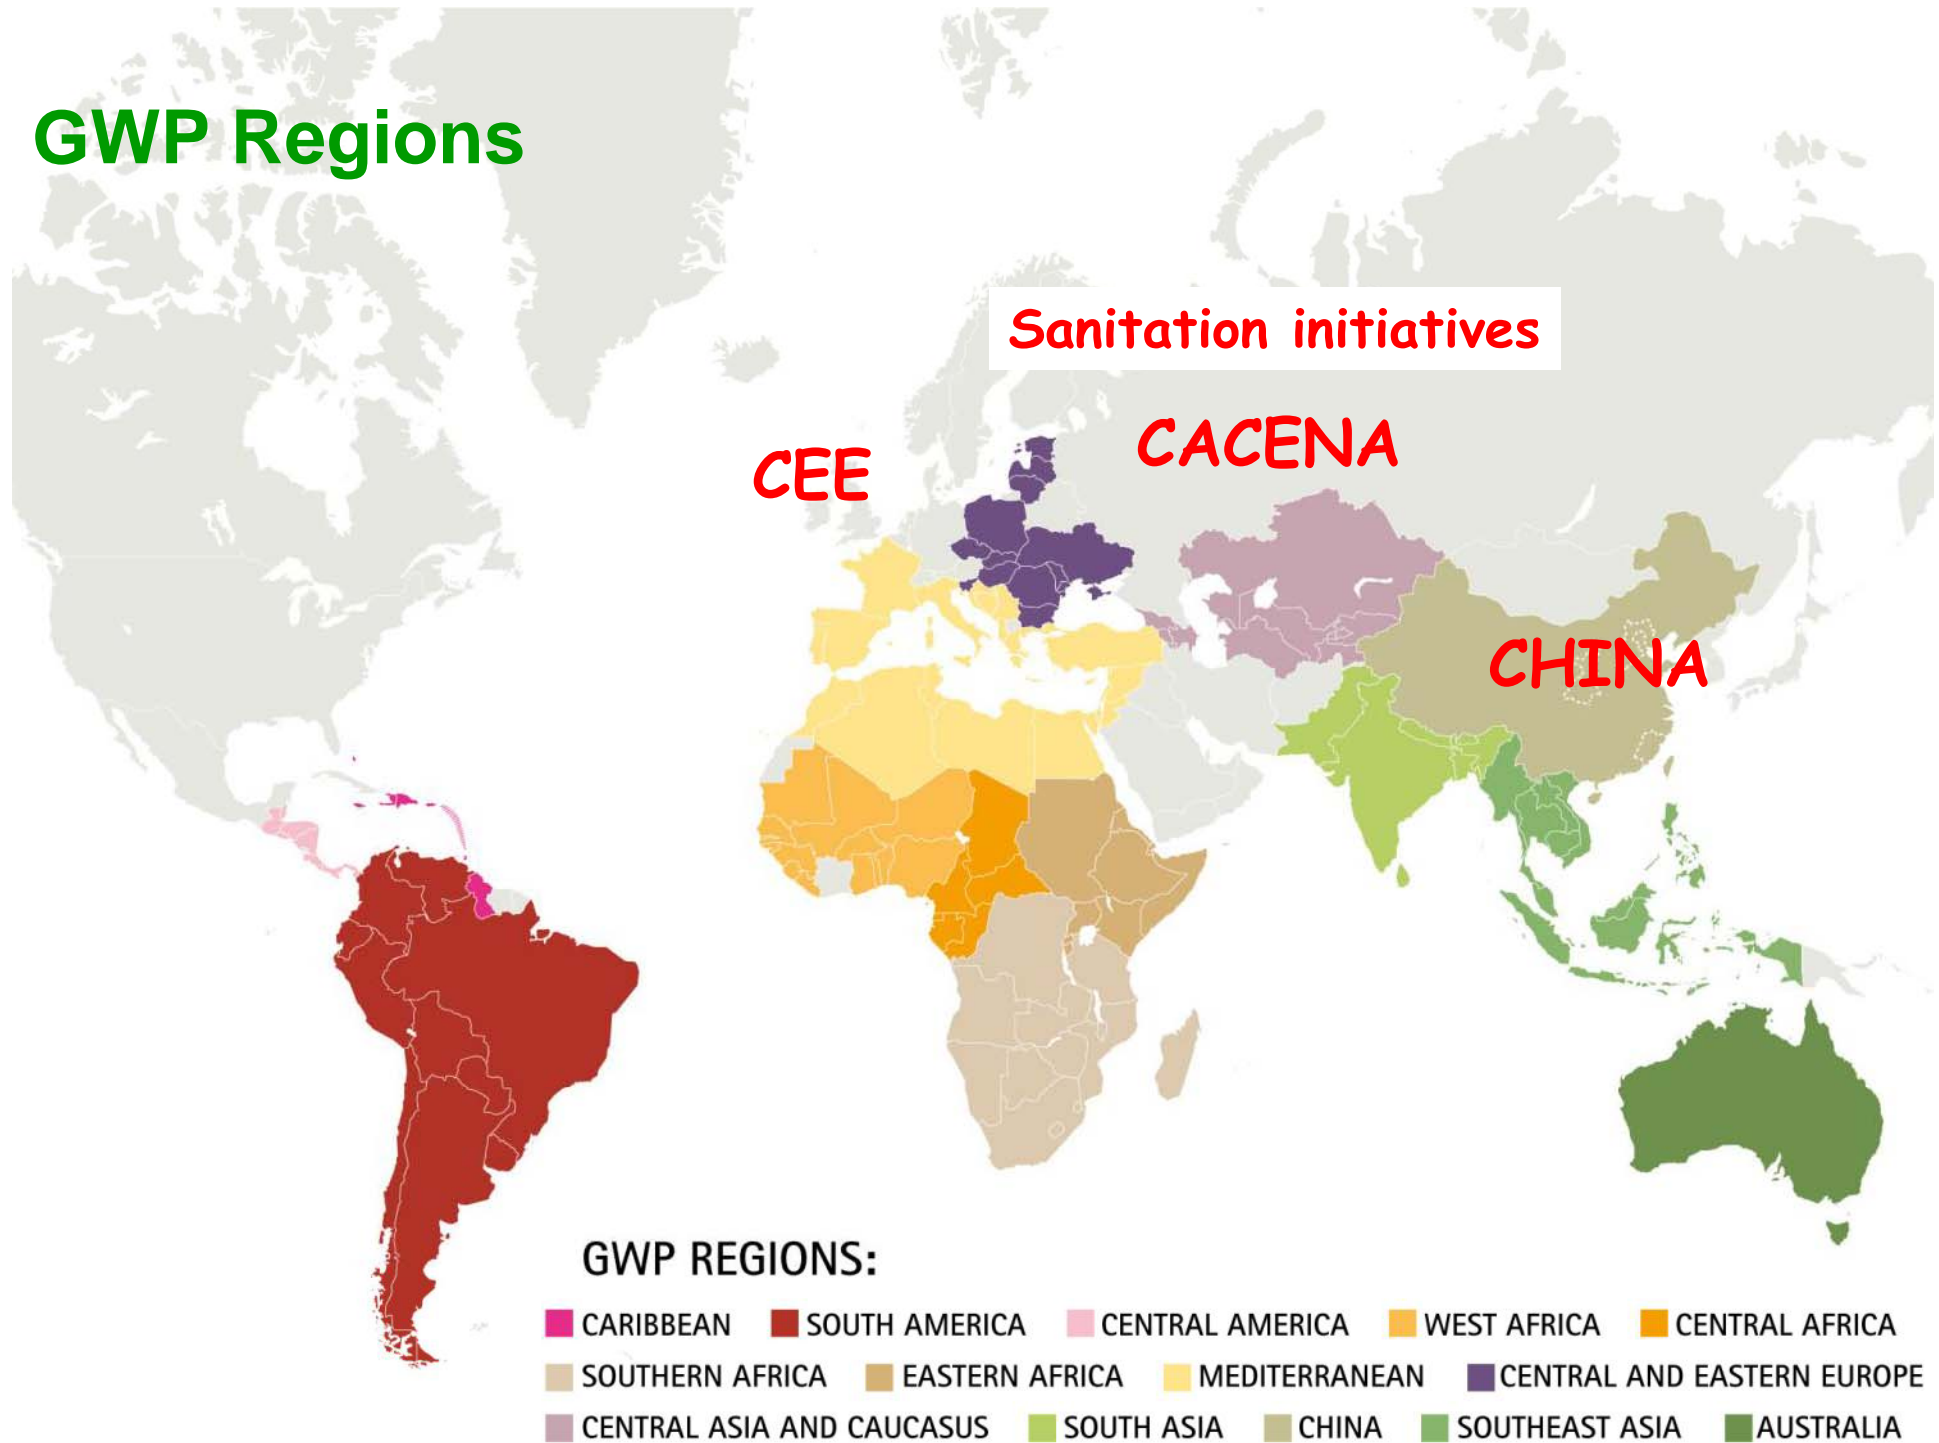 GWP Regions
Sanitation initiatives
CACENA
CEE
CHINA
GWP REGIONS:
CARIBBEAN SOUTH AMERICA CENTRAL AMERICA WEST AFRICA CENTRAL AFRICA
SOUTHERN AFRICA EASTERN AFRICA MEDITERRANEAN CENTRAL AND EASTERN EUROPE
CENTRAL ASIA AND CAUCASUS SOUTH ASIA CHINA SOUTHEAST ASIA AUSTRALIA